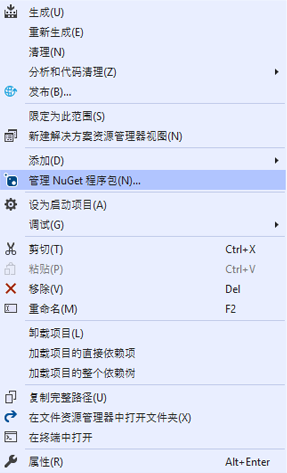 生成(U)
重新生成(E)
清理(N)
分析和代码清理(Z)
发布(B)...
限定为此范围(S)
新建解决方案资源管理器视图(N)
添加(D)
管理 NuGet 程序包(N)...
设为启动项目(A)
调试(G)
剪切(T) Ctrl+X
粘贴(P) Ctrl+V
移除(V) Del
重命名(M) F2
卸载项目(L)
加载项目的直接依赖项
加载项目的整个依赖树
复制完整路径(U)
在文件资源管理器中打开文件夹(X)
在终端中打开
属性(R) Alt+Enter